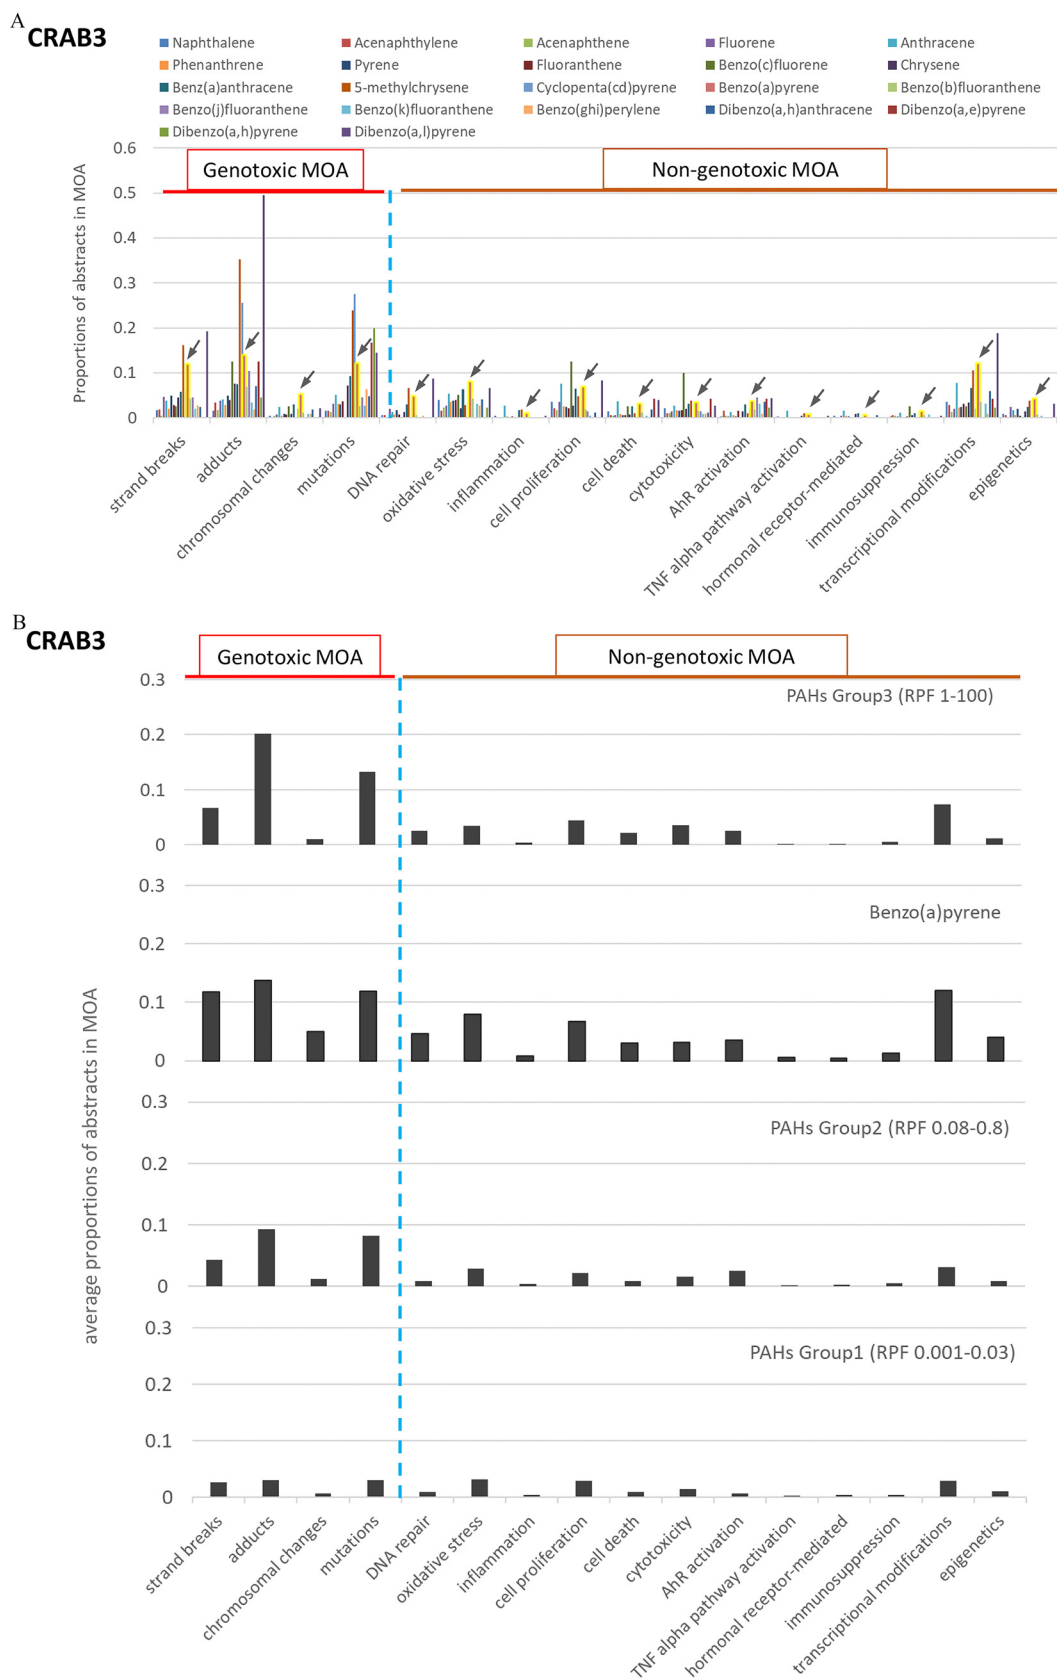 A
CRAB3
Naphthalene Acenaphthylene Acenaphthene Fluorene Anthracene
Phenanthrene Pyrene Fluoranthene Benzo(c)fluorene Chrysene
Benz(a)anthracene 5-methylchrysene Cyclopenta(cd)pyrene Benzo(a)pyrene Benzo(b)fluoranthene
Benzo(j)fluoranthene Benzo(k)fluoranthene Benzo(ghi)perylene Dibenzo(a,h)anthracene Dibenzo(a,e)pyrene
Dibenzo(a,h)pyrene Dibenzo(a,l)pyrene
Proportions of abstracts in MOA
0.6
0.5
0.4
0.3
0.2
0.1
0
Genotoxic MOA
Non-genotoxic MOA
strand breaks
adducts
chromosomal changes
mutations
DNA repair
oxidative stress
inflammation
cell proliferation
cell death
cytotoxicity
AhR activation
TNF alpha pathway activation
hormonal receptor-mediated
immunosuppression
transcriptional modifications
epigenetics
B
CRAB3
Genotoxic MOA
Non-genotoxic MOA
average proportions of abstracts in MOA
PAHs Group3 (RPF 1-100)
0.3
0.2
0.1
0
Benzo(a)pyrene
0.3
0.2
0.1
0
PAHs Group2 (RPF 0.08-0.8)
0.3
0.2
0.1
0
PAHs Group1 (RPF 0.001-0.03)
0.3
0.2
0.1
0
strand breaks
adducts
chromosomal changes
mutations
DNA repair
oxidative stress
inflammation
cell proliferation
cell death
cytotoxicity
AhR activation
TNF alpha pathway activation
hormonal receptor-mediated
immunosuppression
transcriptional modifications
epigenetics